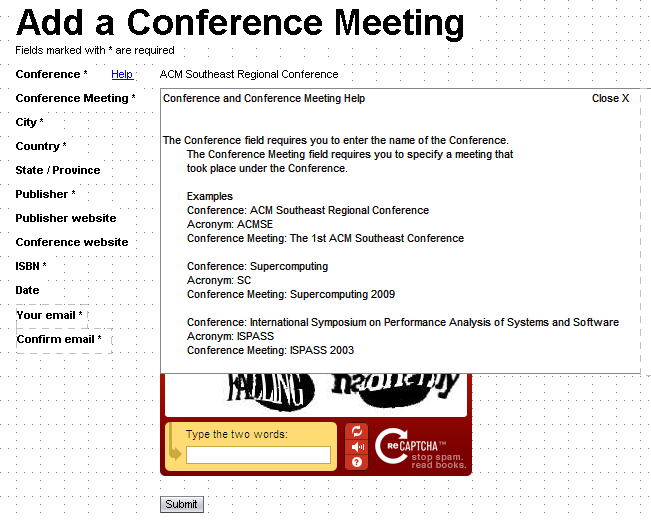 Add a Conference Meeting
Fields marked with * are required
Conference * Help ACM Southeast Regional Conference
Conference Meeting *
City *
Country *
State / Province
Publisher *
Publisher website
Conference website
ISBN *
Date
Your email *
Confirm email *
Conference and Conference Meeting Help Close X
The Conference field requires you to enter the name of the Conference.
The Conference Meeting field requires you to specify a meeting that
took place under the Conference.
Examples
Conference: ACM Southeast Regional Conference
Acronym: ACMSE
Conference Meeting: The 1st ACM Southeast Conference
Conference: Supercomputing
Acronym: SC
Conference Meeting: Supercomputing 2009
Conference: International Symposium on Performance Analysis of Systems and Software
Acronym: ISPASS
Conference Meeting: ISPASS 2003
FALLING
Type the two words:
reCAPTCHA™
stop spam.
read books.
Submit